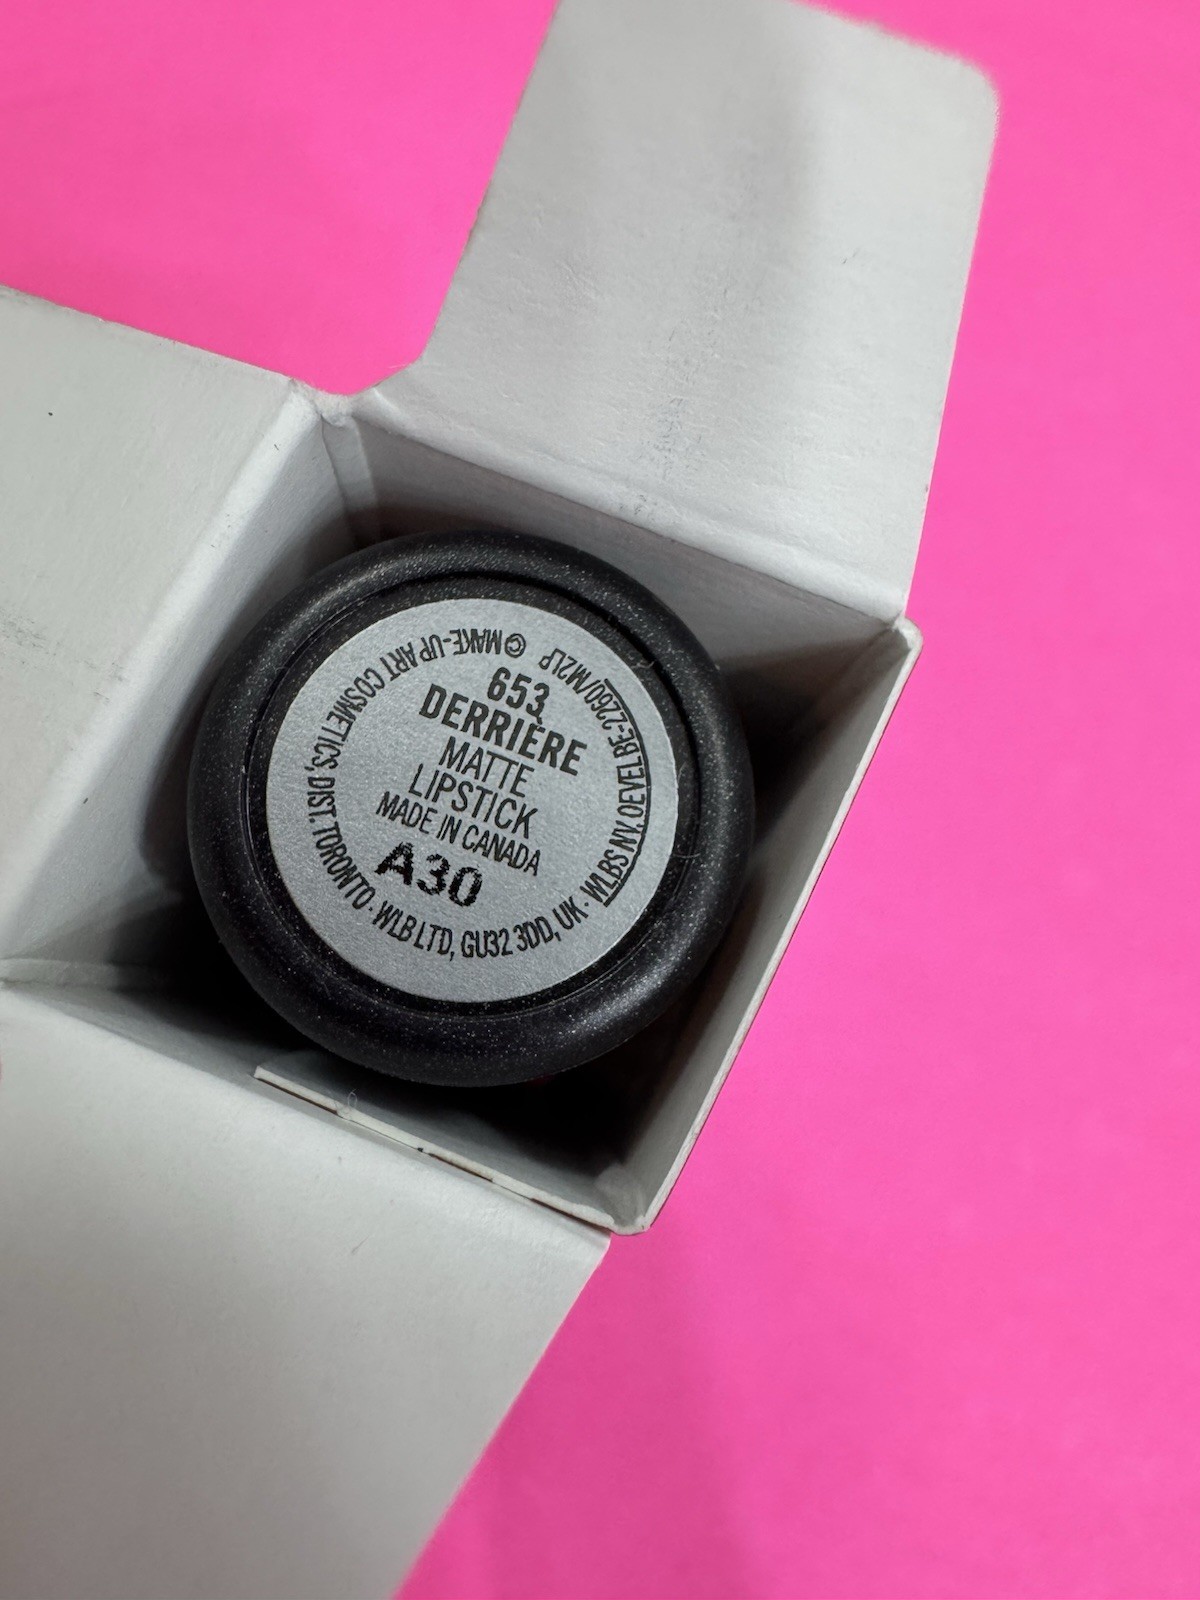 653
DERRIÈRE
MATTE
LIPSTICK
MADE IN CANADA
A30
© MAKE-UP ART COSMETICS, DIST. TORONTO · WLB LTD, GU32 3DD, UK · WLBS NV, OEVEL BE-2260/M2LP